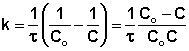 k = 1/τ (1/C₀ − 1/C) = 1/τ C₀ − C/C₀C